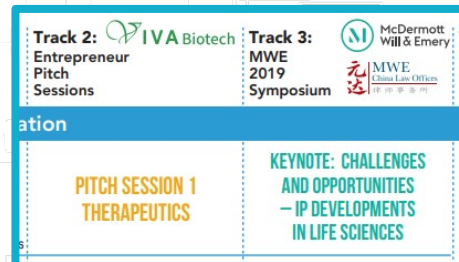 Track 2:
VIVA Biotech
Entrepreneur
Pitch
Sessions
Track 3:
MWE
2019
Symposium
M
McDermott
Will & Emery
元达
MWE
China Law Offices
律师事务所
ation
PITCH SESSION 1
THERAPEUTICS
KEYNOTE: CHALLENGES
AND OPPORTUNITIES
– IP DEVELOPMENTS
IN LIFE SCIENCES
s